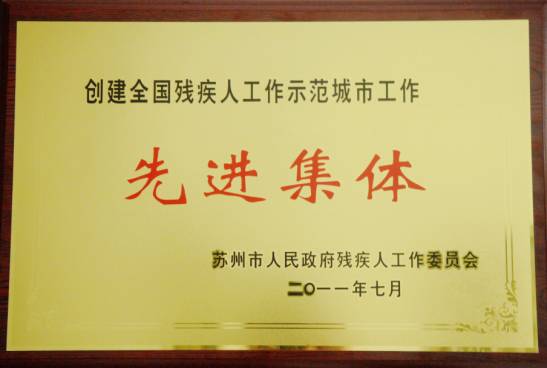 创建全国残疾人工作示范城市工作
先进集体
苏州市人民政府残疾人工作委员会
二〇一一年七月